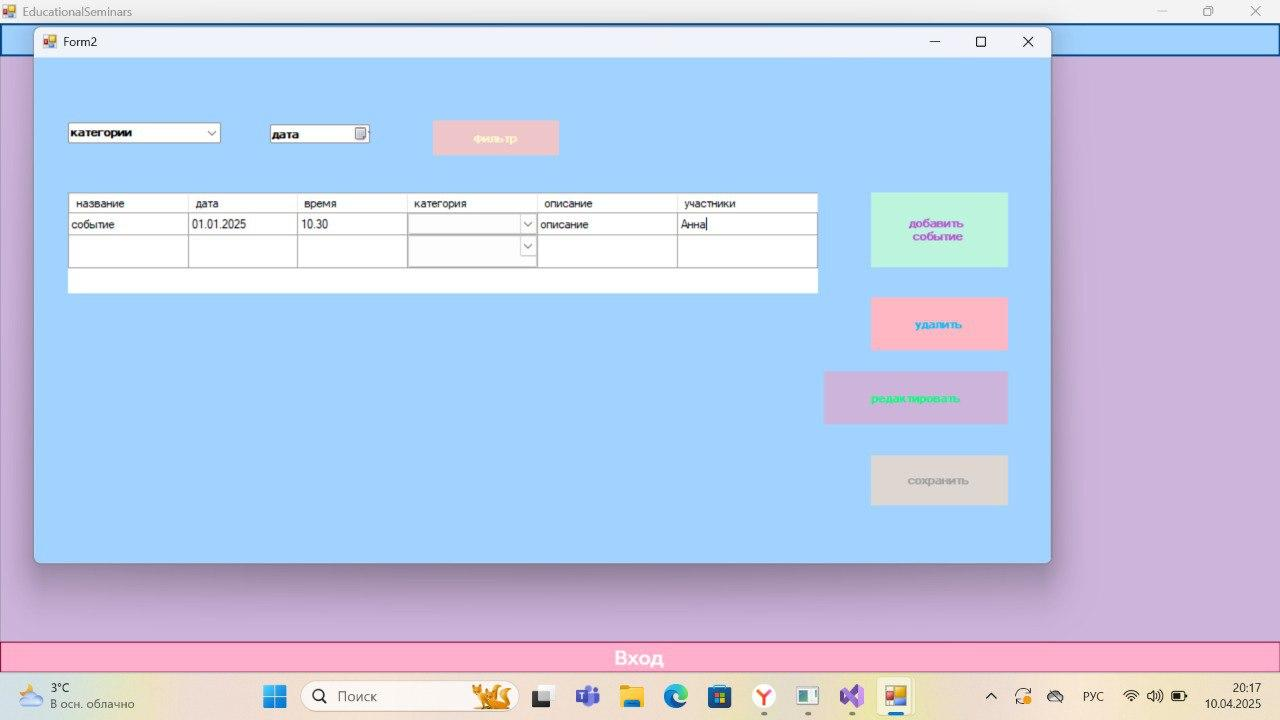 EducationalSeminars
Form2
категории
дата
Фильтр
название дата время категория описание участники
событие 01.01.2025 10.30 описание Анна
добавить
событие
удалить
редактировать
сохранить
Вход
3°C
В осн. облачно
Поиск
РУС
20:17
10.04.2025